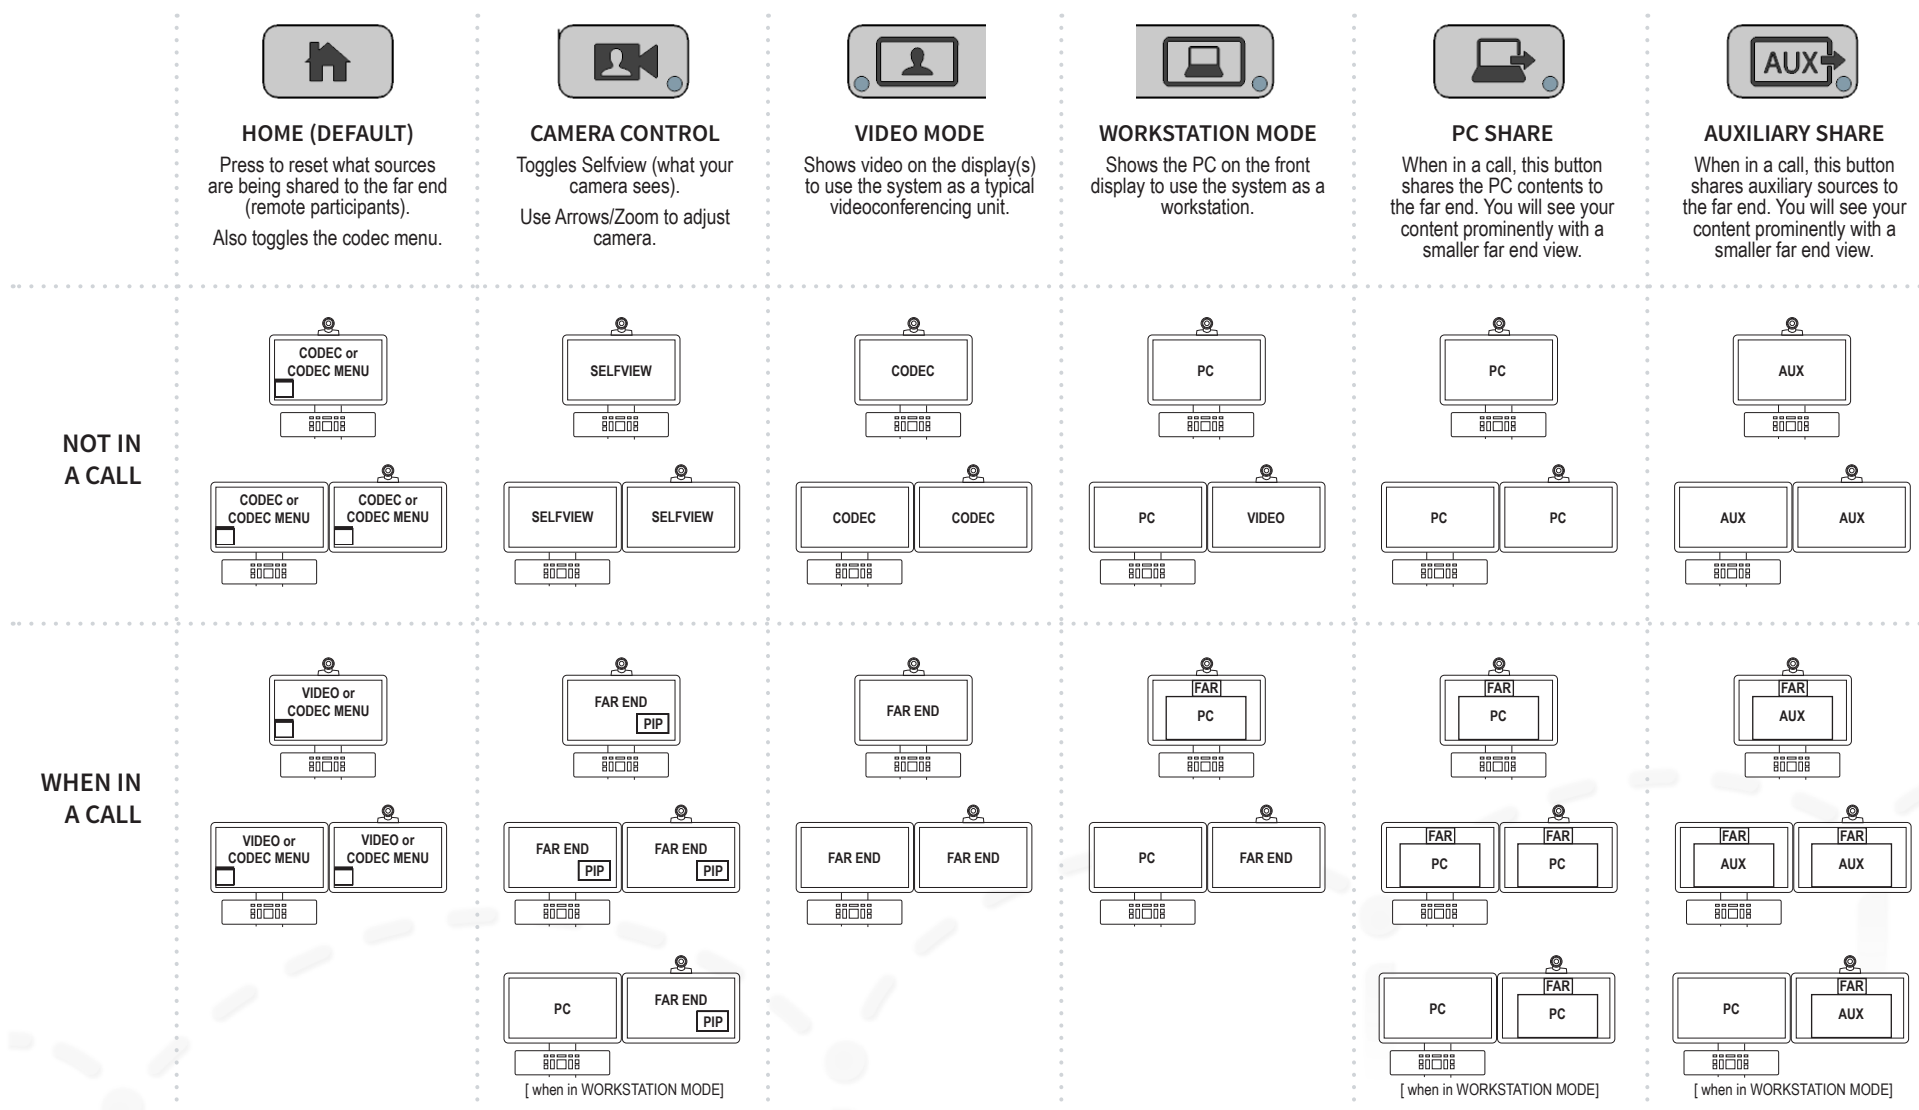 AUX
HOME (DEFAULT)
Press to reset what sources
are being shared to the far end
(remote participants).
Also toggles the codec menu.
CAMERA CONTROL
Toggles Selfview (what your
camera sees).
Use Arrows/Zoom to adjust
camera.
VIDEO MODE
Shows video on the display(s)
to use the system as a typical
videoconferencing unit.
WORKSTATION MODE
Shows the PC on the front
display to use the system as a
workstation.
PC SHARE
When in a call, this button
shares the PC contents to
the far end. You will see your
content prominently with a
smaller far end view.
AUXILIARY SHARE
When in a call, this button
shares auxiliary sources to
the far end. You will see your
content prominently with a
smaller far end view.
NOT IN
A CALL
CODEC or
CODEC MENU
SELFVIEW
CODEC
PC
PC
AUX
CODEC or
CODEC MENU
CODEC or
CODEC MENU
SELFVIEW
SELFVIEW
CODEC
CODEC
PC
VIDEO
PC
PC
AUX
AUX
WHEN IN
A CALL
VIDEO or
CODEC MENU
FAR END
PIP
FAR END
FAR
PC
FAR
PC
FAR
AUX
VIDEO or
CODEC MENU
VIDEO or
CODEC MENU
FAR END
PIP
FAR END
PIP
FAR END
FAR END
PC
FAR END
FAR
PC
FAR
PC
FAR
AUX
FAR
AUX
PC
FAR END
PIP
[ when in WORKSTATION MODE]
PC
FAR
PC
[ when in WORKSTATION MODE]
PC
FAR
AUX
[ when in WORKSTATION MODE]